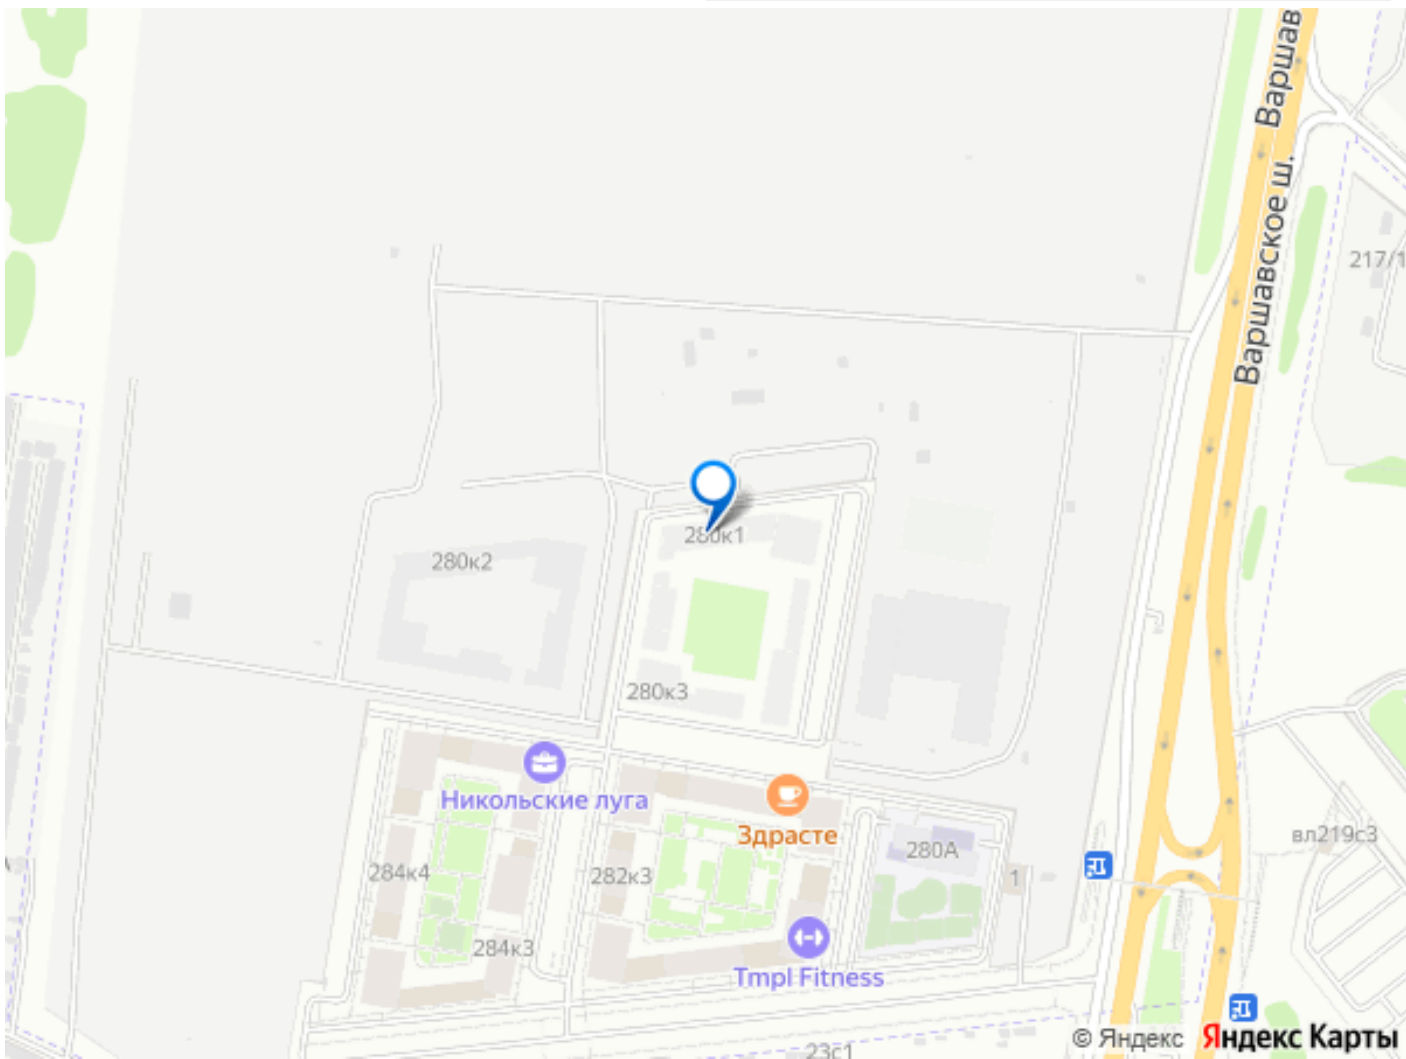 Варшав
Варшавское ш.
217/1
280к1
280к2
280к3
Никольские луга
Здрасте
280А
вл219с3
284к4
282к3
1
284к3
Tmpl Fitness
23с1
© Яндекс Яндекс Карты